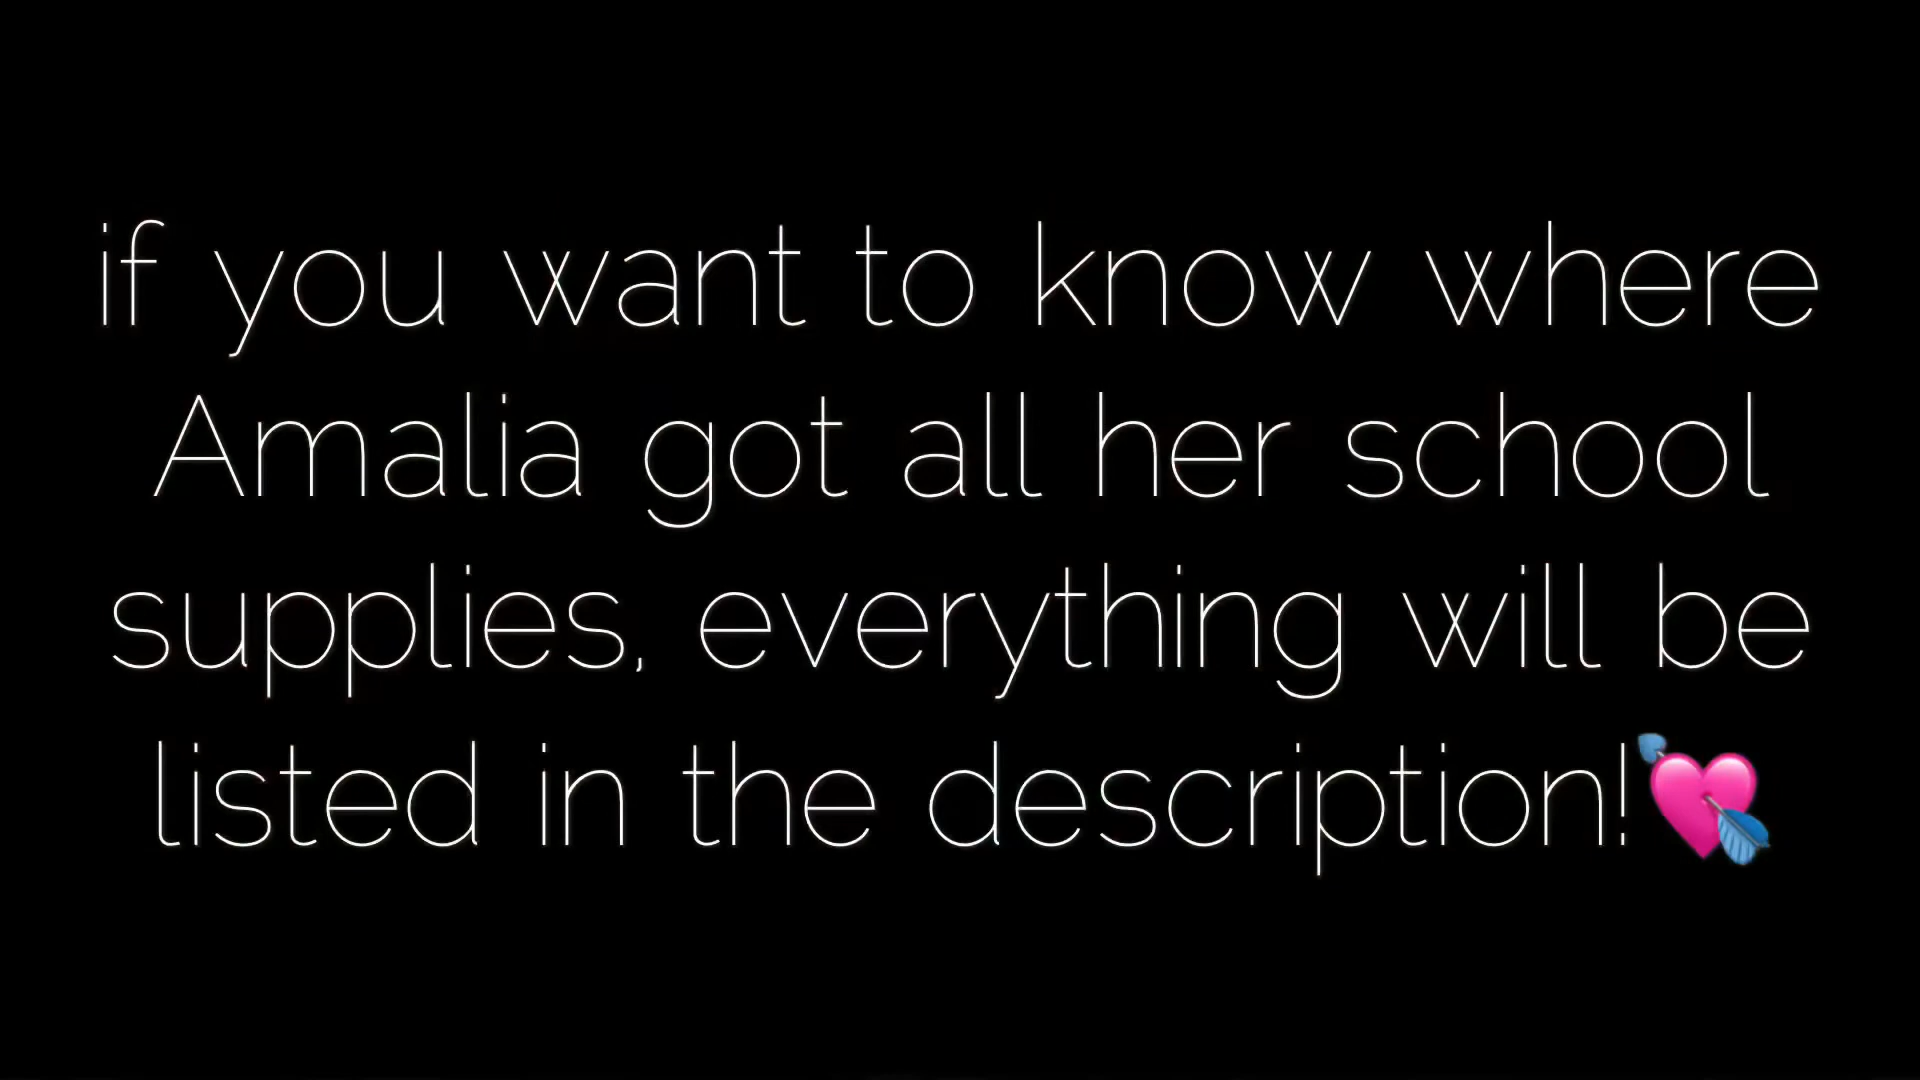 if you want to know where
Amalia got all her school
supplies, everything will be
listed in the description!💘